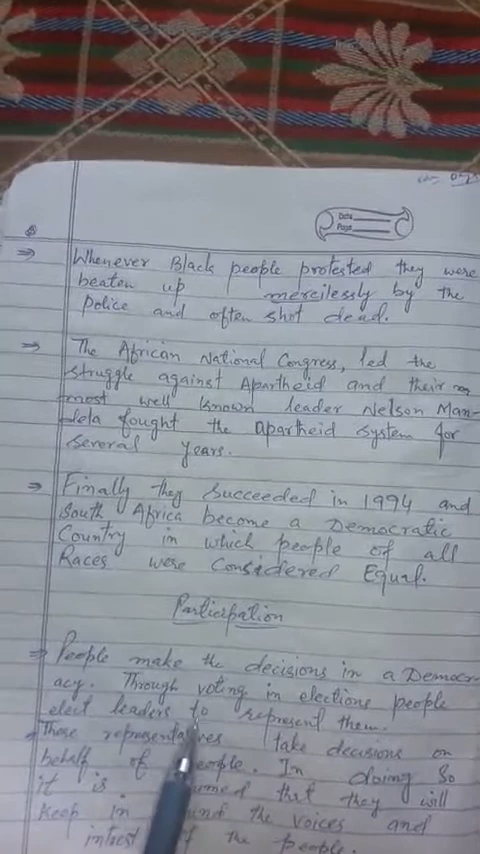 Date
Page
⇒ Whenever Black people protested they were
beaten up mercilessly by the
police and often shot dead.
⇒ The African National Congress, led the
struggle against Apartheid and their
most well known leader Nelson Man-
dela fought the apartheid system for
several years.
⇒ Finally they succeeded in 1994 and
South Africa become a Democratic
Country in which people of all
Races were Considered Equal.
Participation
⇒ People make the decisions in a Democr-
acy. Through voting in elections people
elect leaders to represent them.
These representatives take decisions on
behalf of people. In doing so
it is that they will
keep in the voices and
interest of the people.